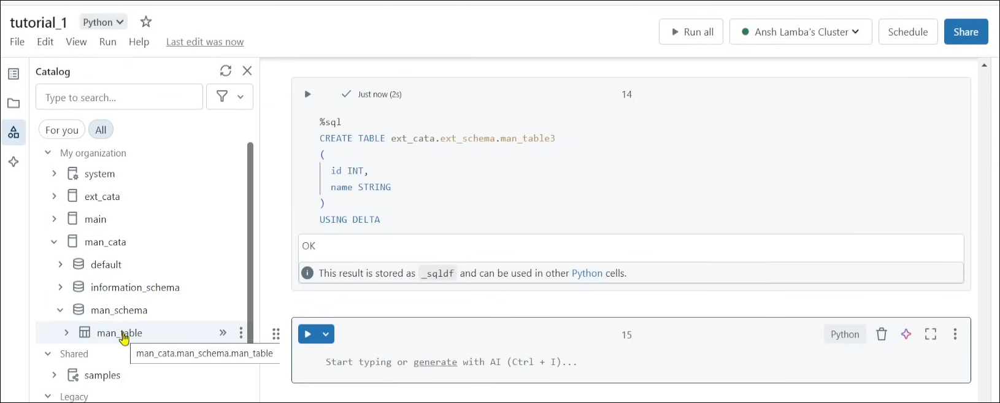 tutorial_1 Python
File Edit View Run Help Last edit was now
Run all Ansh Lamba's Cluster Schedule Share
Catalog
Type to search...
For you All
My organization
system
ext_cata
main
man_cata
default
information_schema
man_schema
man_table
man_cata.man_schema.man_table
Shared
samples
Legacy
Just now (2s) 14
%sql
CREATE TABLE ext_cata.ext_schema.man_table3
(
id INT,
name STRING
)
USING DELTA
OK
This result is stored as _sqldf and can be used in other Python cells.
15 Python
Start typing or generate with AI (Ctrl + I)...